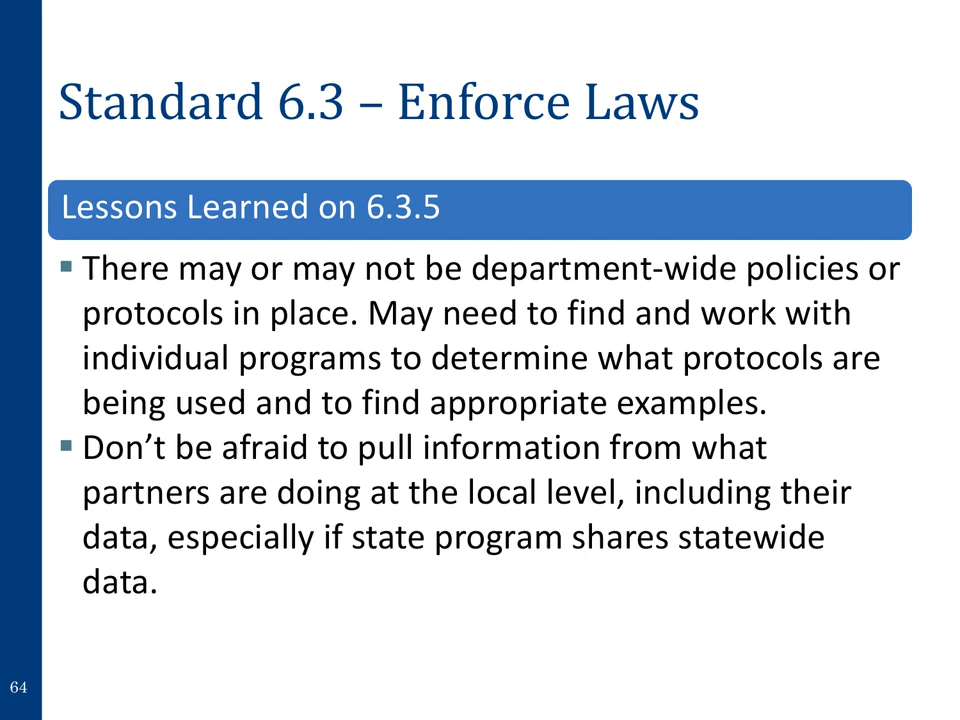 Standard 6.3 – Enforce Laws
Lessons Learned on 6.3.5
▪ There may or may not be department-wide policies or
protocols in place. May need to find and work with
individual programs to determine what protocols are
being used and to find appropriate examples.
▪ Don’t be afraid to pull information from what
partners are doing at the local level, including their
data, especially if state program shares statewide
data.
64